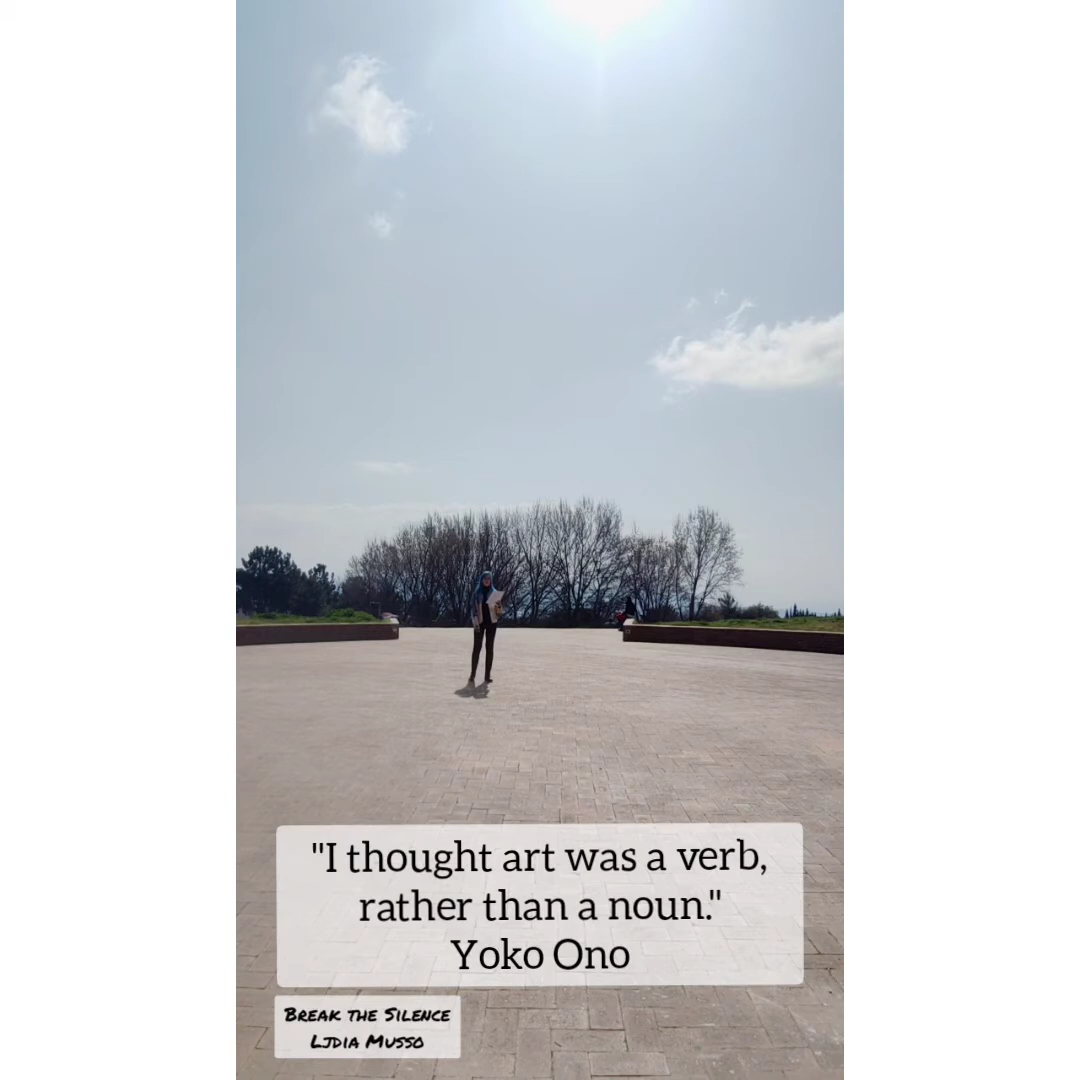 "I thought art was a verb,
rather than a noun."
Yoko Ono
BREAK THE SILENCE
LJDIA MUSSO